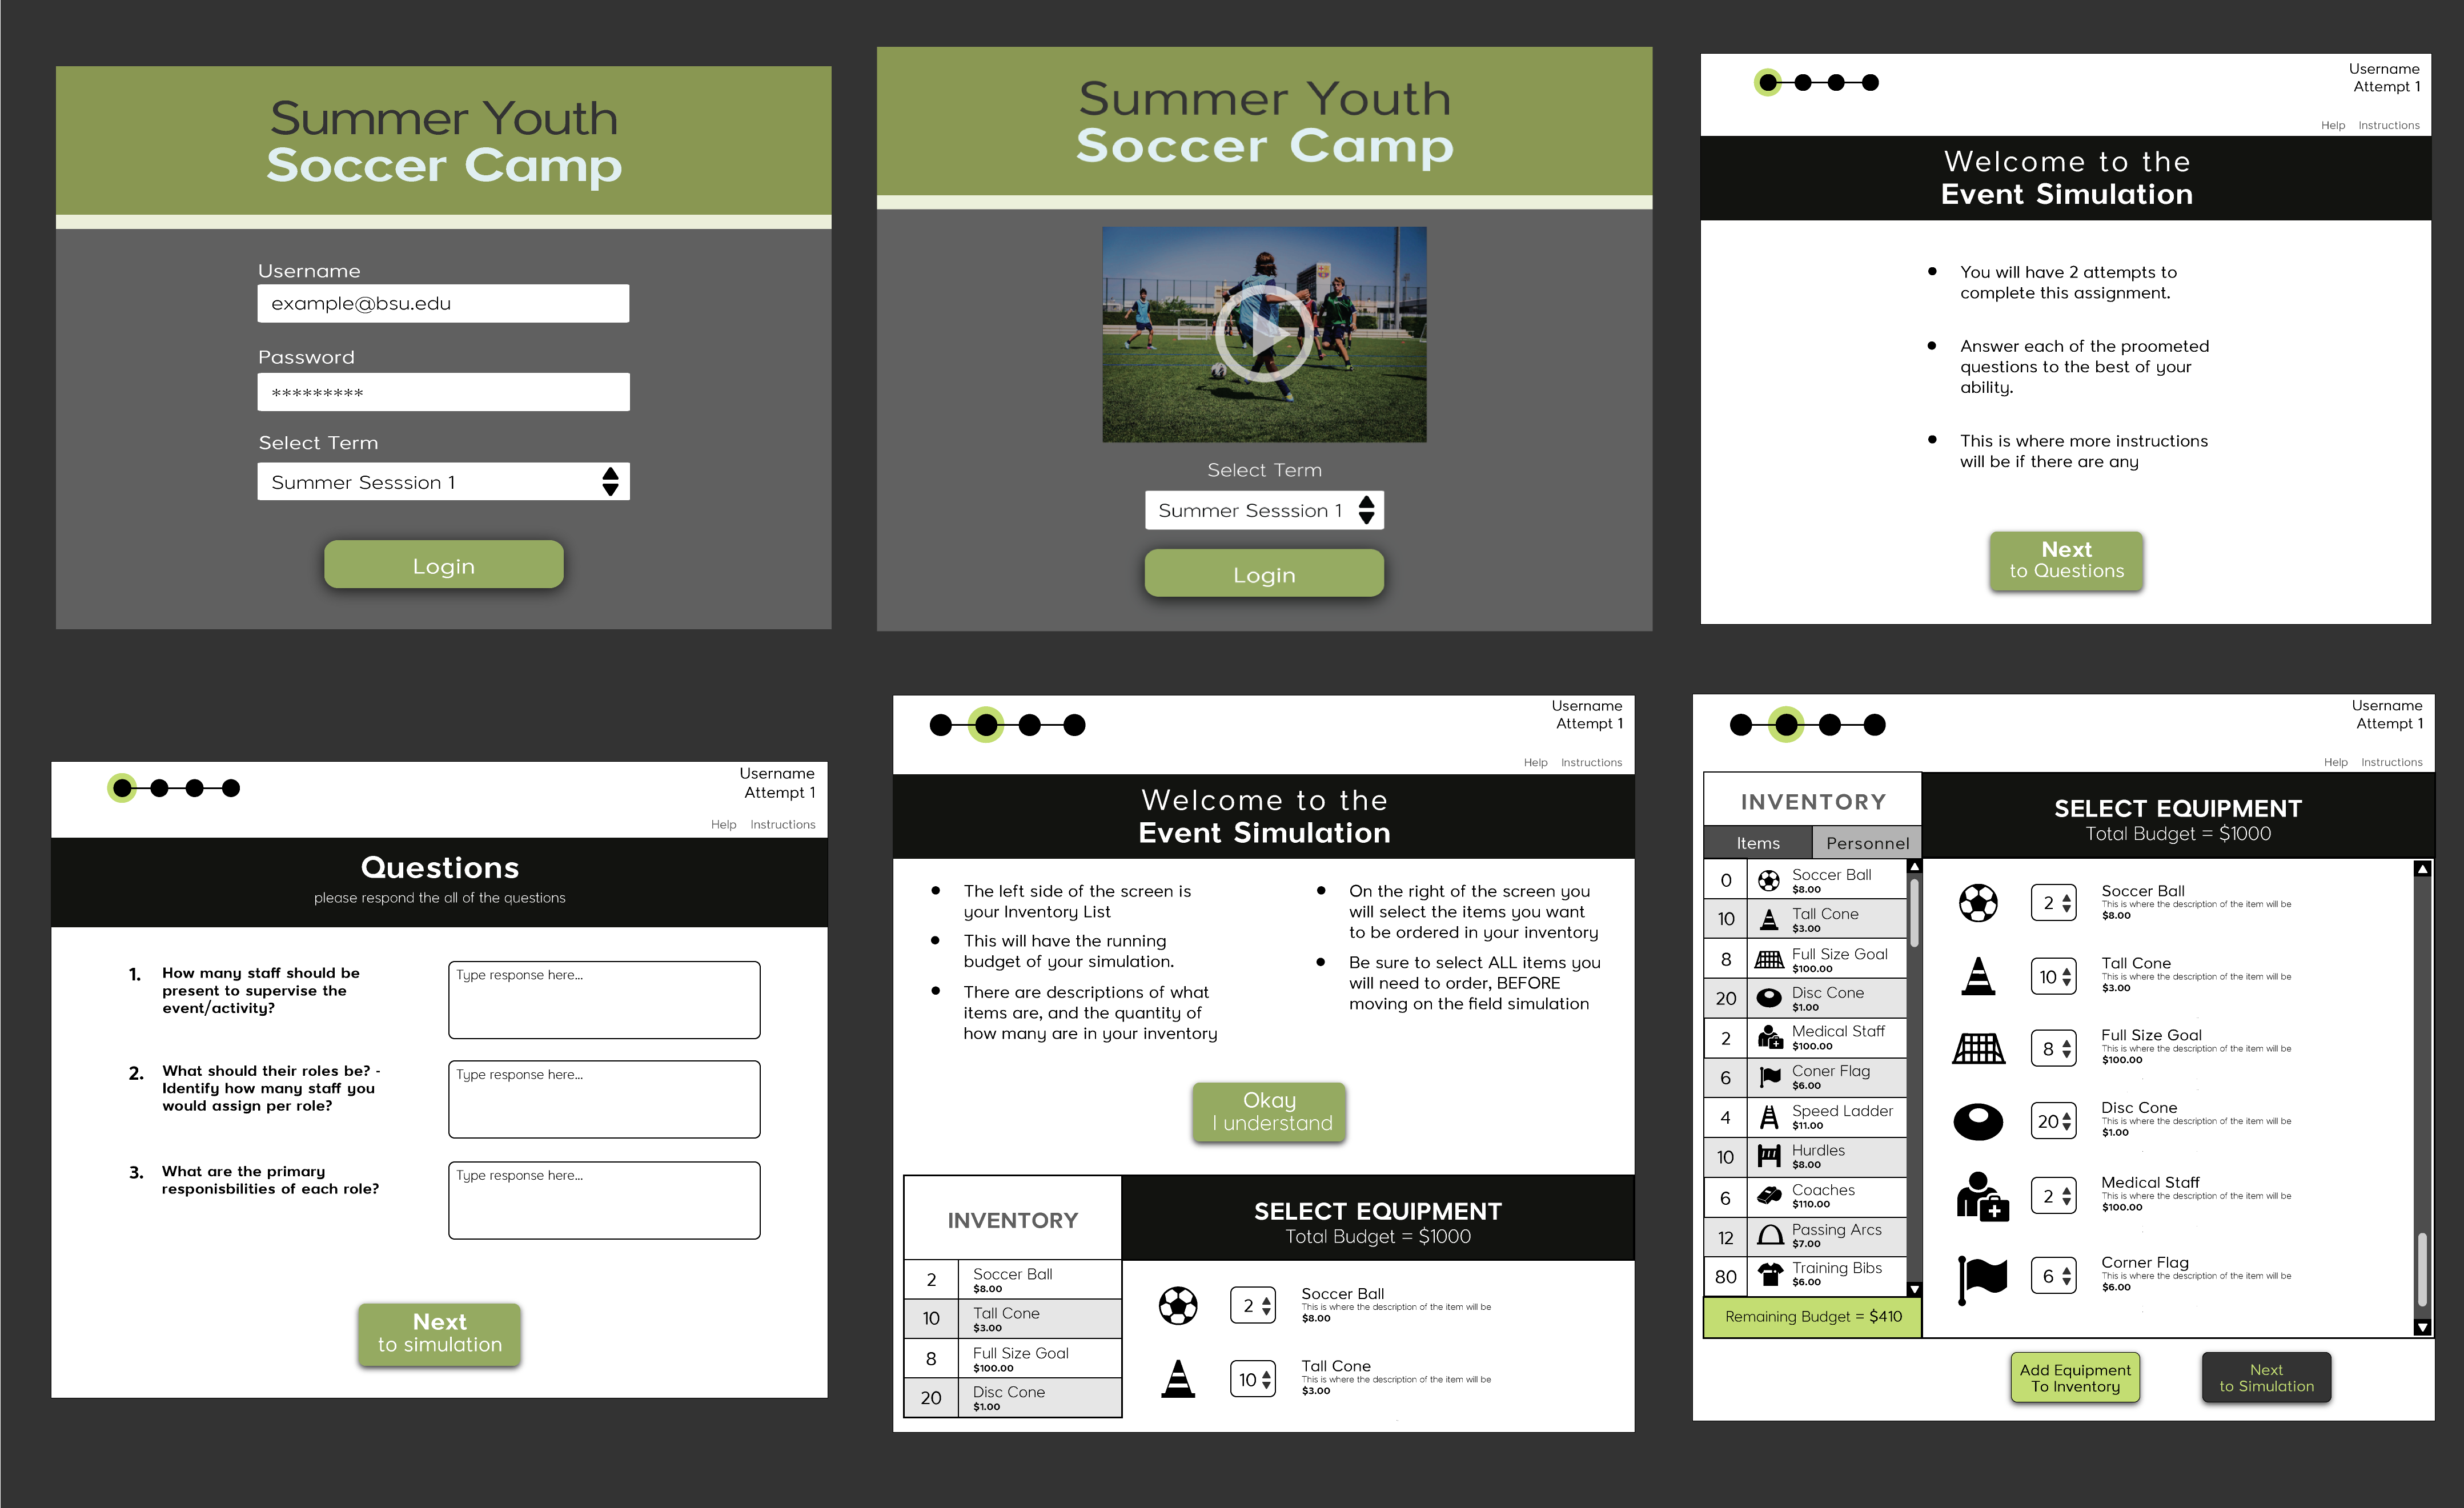 Summer Youth
Soccer Camp
Username
example@bsu.edu
Password
*********
Select Term
Summer Sesssion 1
Login
Summer Youth
Soccer Camp
Select Term
Summer Sesssion 1
Login
Username
Attempt 1
Help Instructions
Welcome to the
Event Simulation
You will have 2 attempts to
complete this assignment.
Answer each of the proometed
questions to the best of your
ability.
This is where more instructions
will be if there are any
Next
to Questions
Username
Attempt 1
Help Instructions
Questions
please respond the all of the questions
1. How many staff should be
present to supervise the
event/activity?
Type response here...
2. What should their roles be? -
Identify how many staff you
would assign per role?
Type response here...
3. What are the primary
responisbilities of each role?
Type response here...
Next
to simulation
Username
Attempt 1
Help Instructions
Welcome to the
Event Simulation
The left side of the screen is
your Inventory List
This will have the running
budget of your simulation.
There are descriptions of what
items are, and the quantity of
how many are in your inventory
On the right of the screen you
will select the items you want
to be ordered in your inventory
Be sure to select ALL items you
will need to order, BEFORE
moving on the field simulation
Okay
I understand
INVENTORY
2 Soccer Ball
$8.00
10 Tall Cone
$3.00
8 Full Size Goal
$100.00
20 Disc Cone
$1.00
SELECT EQUIPMENT
Total Budget = $1000
2 Soccer Ball
This is where the description of the item will be
$8.00
10 Tall Cone
This is where the description of the item will be
$3.00
Username
Attempt 1
Help Instructions
INVENTORY
Items Personnel
0 Soccer Ball
$8.00
10 Tall Cone
$3.00
8 Full Size Goal
$100.00
20 Disc Cone
$1.00
2 Medical Staff
$100.00
6 Coner Flag
$6.00
4 Speed Ladder
$11.00
10 Hurdles
$8.00
6 Coaches
$110.00
12 Passing Arcs
$7.00
80 Training Bibs
$6.00
Remaining Budget = $410
SELECT EQUIPMENT
Total Budget = $1000
2 Soccer Ball
This is where the description of the item will be
$8.00
10 Tall Cone
This is where the description of the item will be
$3.00
8 Full Size Goal
This is where the description of the item will be
$100.00
20 Disc Cone
This is where the description of the item will be
$1.00
2 Medical Staff
This is where the description of the item will be
$100.00
6 Corner Flag
This is where the description of the item will be
$6.00
Add Equipment
To Inventory
Next
to Simulation